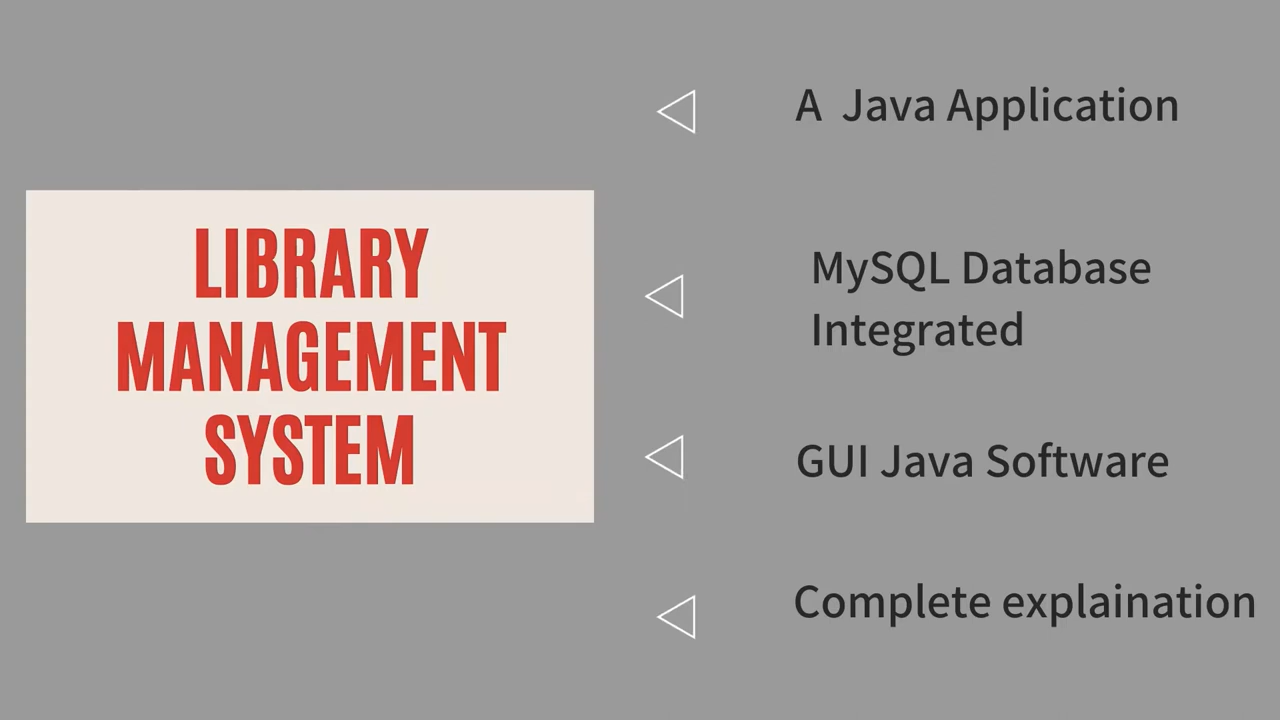 LIBRARY
MANAGEMENT
SYSTEM
A Java Application
MySQL Database
Integrated
GUI Java Software
Complete explaination